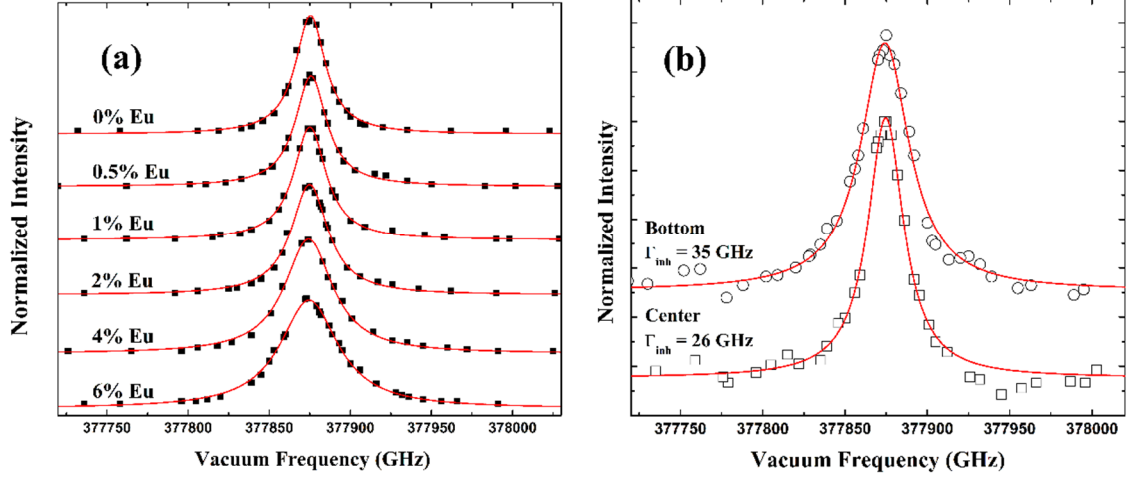 (a)
0% Eu
0.5% Eu
1% Eu
2% Eu
4% Eu
6% Eu
Normalized Intensity
377750 377800 377850 377900 377950 378000
Vacuum Frequency (GHz)
(b)
Bottom
Γinh = 35 GHz
Center
Γinh = 26 GHz
Normalized Intensity
377750 377800 377850 377900 377950 378000
Vacuum Frequency (GHz)